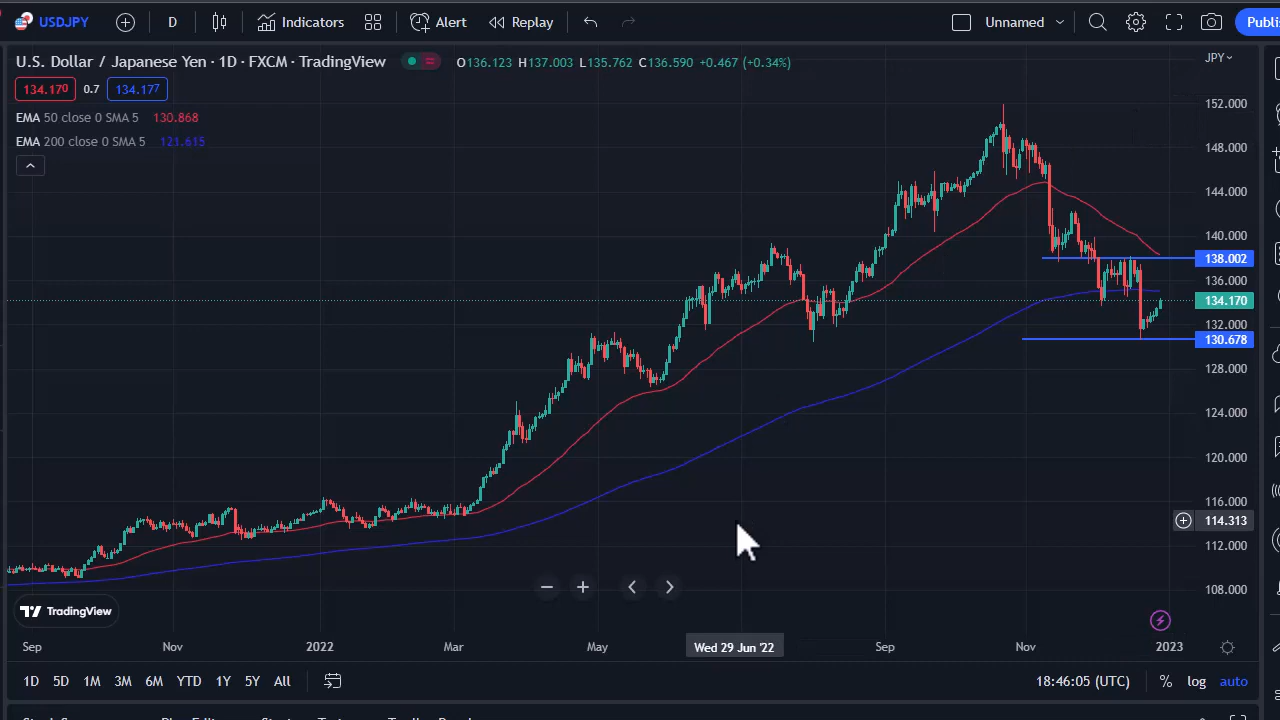 USDJPY D Indicators Alert Replay Unnamed Publi
U.S. Dollar / Japanese Yen · 1D · FXCM · TradingView = O136.123 H137.003 L135.762 C136.590 +0.467 (+0.34%) JPY
134.170 0.7 134.177
EMA 50 close 0 SMA 5 130.868
EMA 200 close 0 SMA 5 121.615
152.000
148.000
144.000
140.000
138.002
136.000
134.170
132.000
130.678
128.000
124.000
120.000
116.000
114.313
112.000
108.000
TradingView
Sep Nov 2022 Mar May Wed 29 Jun '22 Sep Nov 2023
1D 5D 1M 3M 6M YTD 1Y 5Y All 18:46:05 (UTC) % log auto